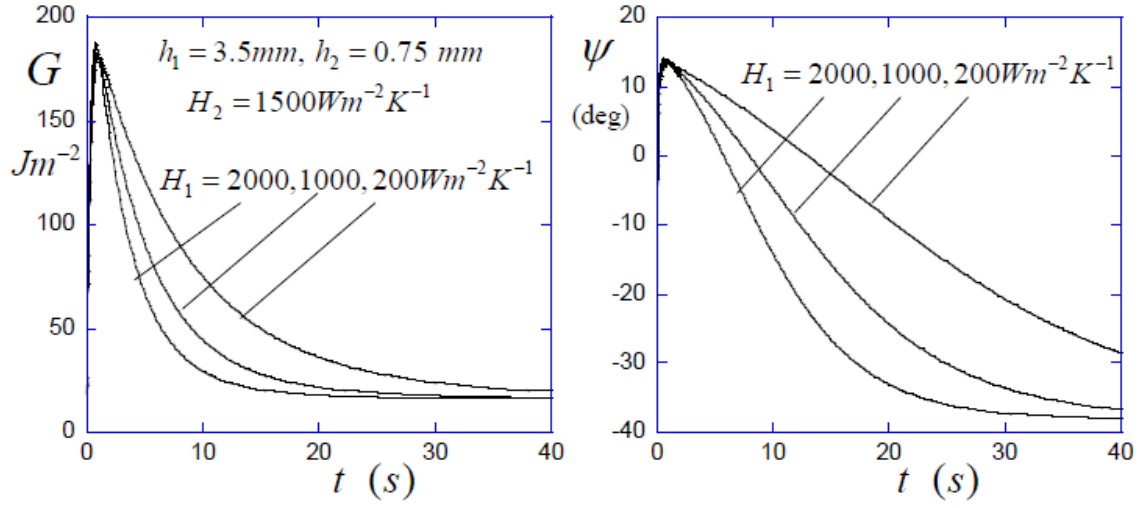 200
G
h₁ = 3.5mm, h₂ = 0.75 mm
H₂ = 1500Wm⁻²K⁻¹
150
Jm⁻²
H₁ = 2000,1000,200Wm⁻²K⁻¹
100
50
0
0 10 20 30 40
t (s)
20
ψ
H₁ = 2000,1000,200Wm⁻²K⁻¹
10
(deg)
0
-10
-20
-30
-40
0 10 20 30 40
t (s)